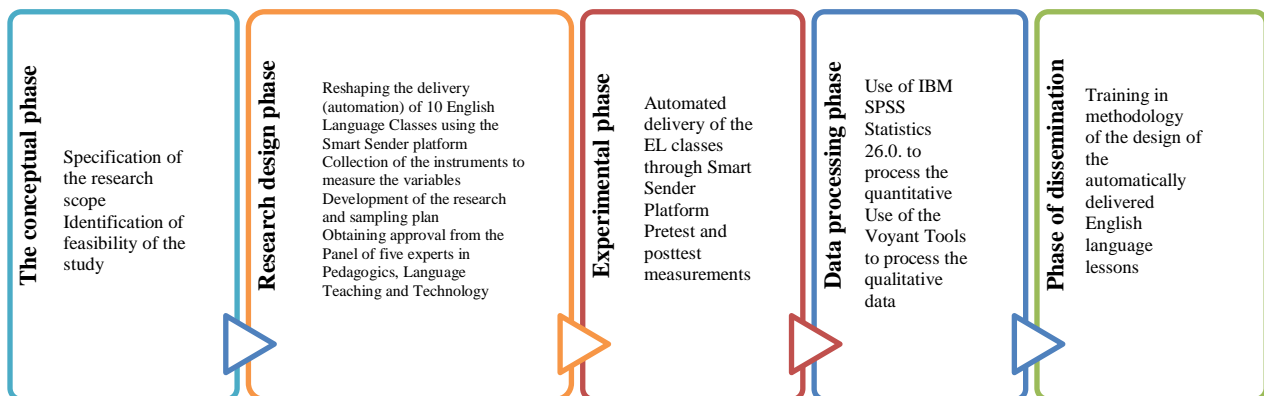 The conceptual phase
Specification of
the research
scope
Identification of
feasibility of the
study
Research design phase
Reshaping the delivery
(automation) of 10 English
Language Classes using the
Smart Sender platform
Collection of the instruments to
measure the variables
Development of the research
and sampling plan
Obtaining approval from the
Panel of five experts in
Pedagogics, Language
Teaching and Technology
Experimental phase
Automated
delivery of the
EL classes
through Smart
Sender
Platform
Pretest and
posttest
measurements
Data processing phase
Use of IBM
SPSS
Statistics
26.0. to
process the
quantitative
Use of the
Voyant Tools
to process the
qualitative
data
Phase of dissemination
Training in
methodology
of the design of
the
automatically
delivered
English
language
lessons